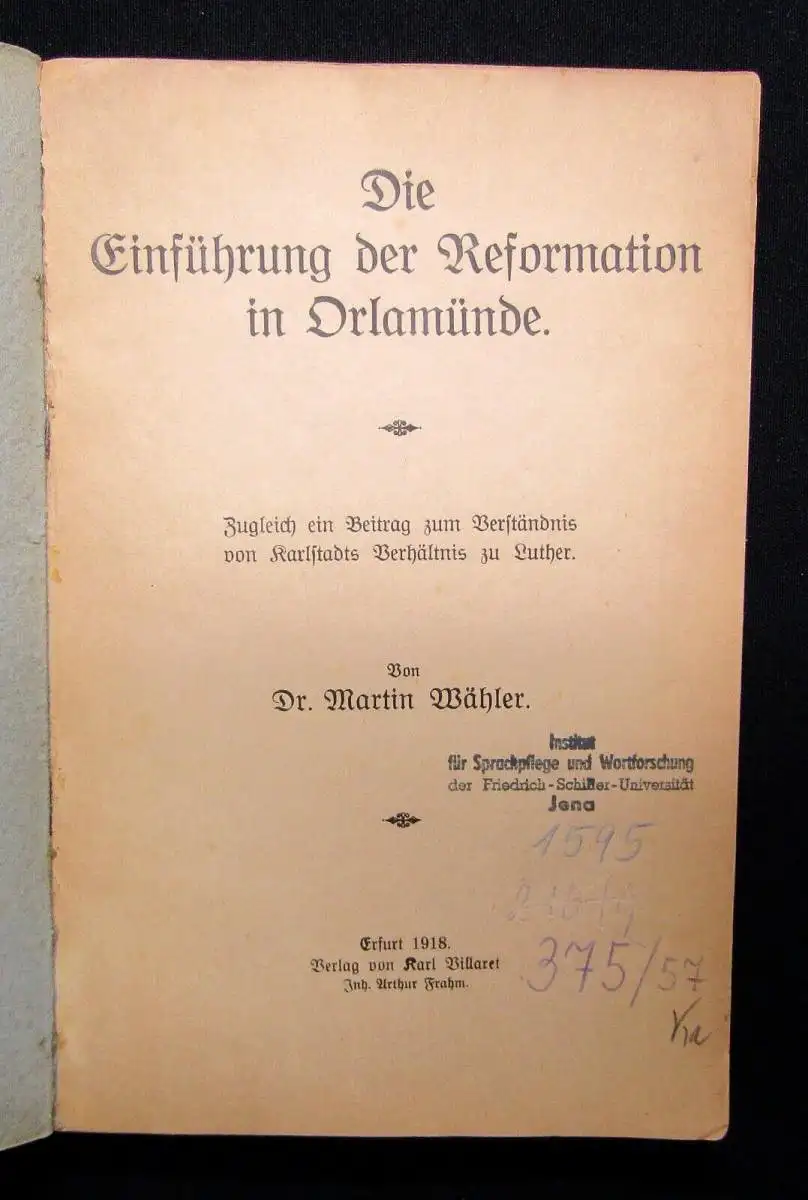 Die
Einführung der Reformation
in Orlamünde.
Zugleich ein Beitrag zum Verständnis
von Karlstadts Verhältnis zu Luther.
Von
Dr. Martin Wähler.
Institut
für Sprachpflege und Wortforschung
der Friedrich-Schiller-Universität
Jena
1595
Erfurt 1918.
Verlag von Karl Villaret
Inh. Arthur Frahm.
375/57